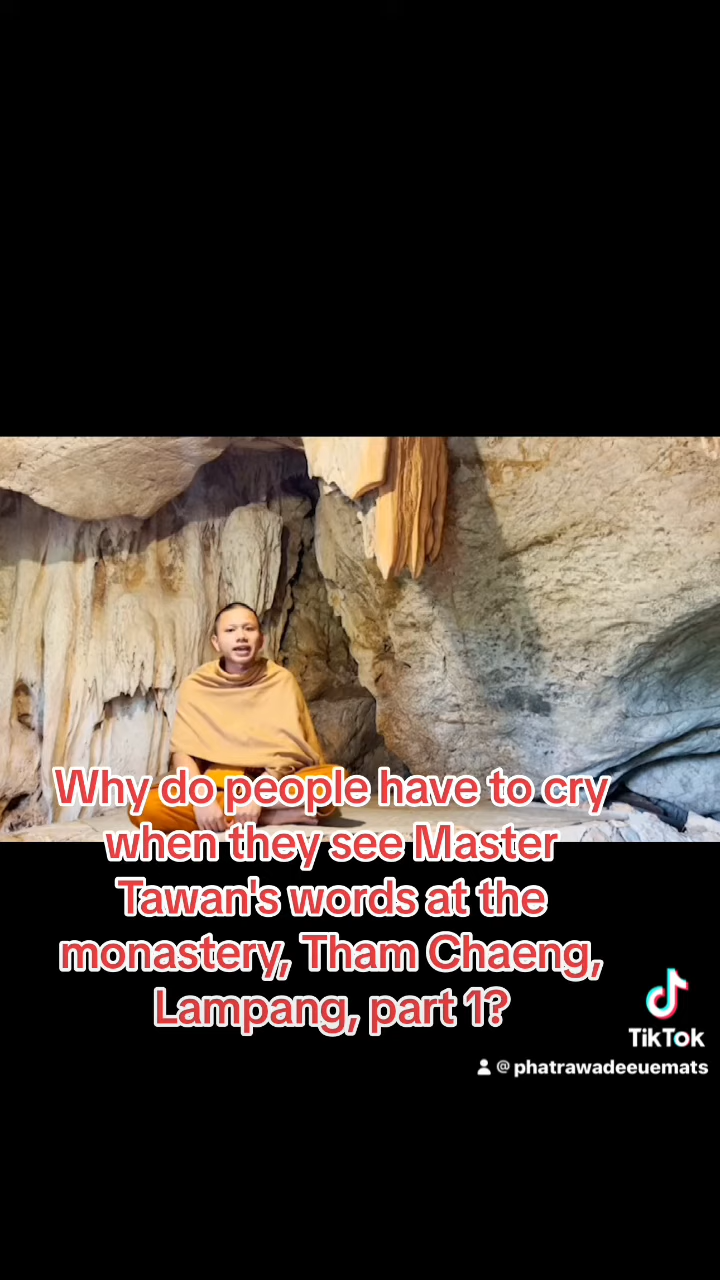 Why do people have to cry
when they see Master
Tawan's words at the
monastery, Tham Chaeng,
Lampang, part 1?
TikTok
@phatrawadeeuemats